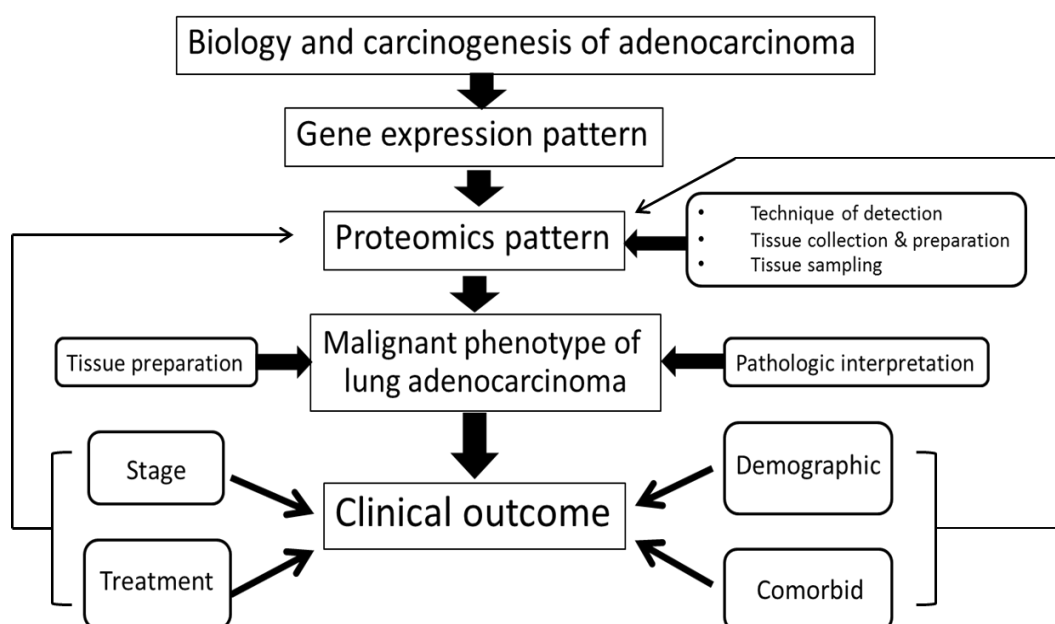 Biology and carcinogenesis of adenocarcinoma
Gene expression pattern
Proteomics pattern
• Technique of detection
• Tissue collection & preparation
• Tissue sampling
Tissue preparation
Malignant phenotype of
lung adenocarcinoma
Pathologic interpretation
Stage
Demographic
Clinical outcome
Treatment
Comorbid